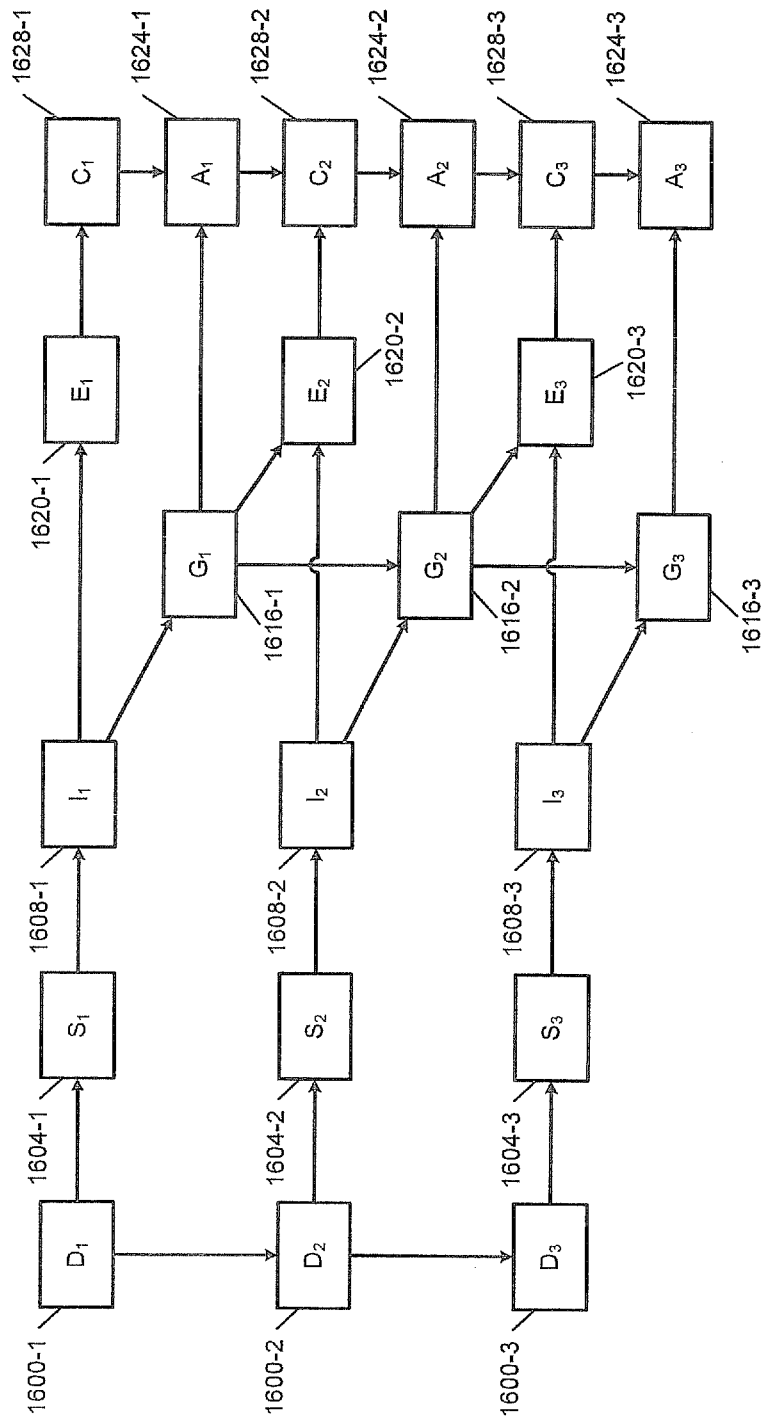 1600-1
D₁
1604-1
S₁
1608-1
I₁
1620-1
E₁
C₁
1628-1
G₁
1616-1
A₁
1624-1
1600-2
D₂
1604-2
S₂
1608-2
I₂
E₂
1620-2
C₂
1628-2
G₂
1616-2
A₂
1624-2
1600-3
D₃
1604-3
S₃
1608-3
I₃
E₃
1620-3
C₃
1628-3
G₃
1616-3
A₃
1624-3